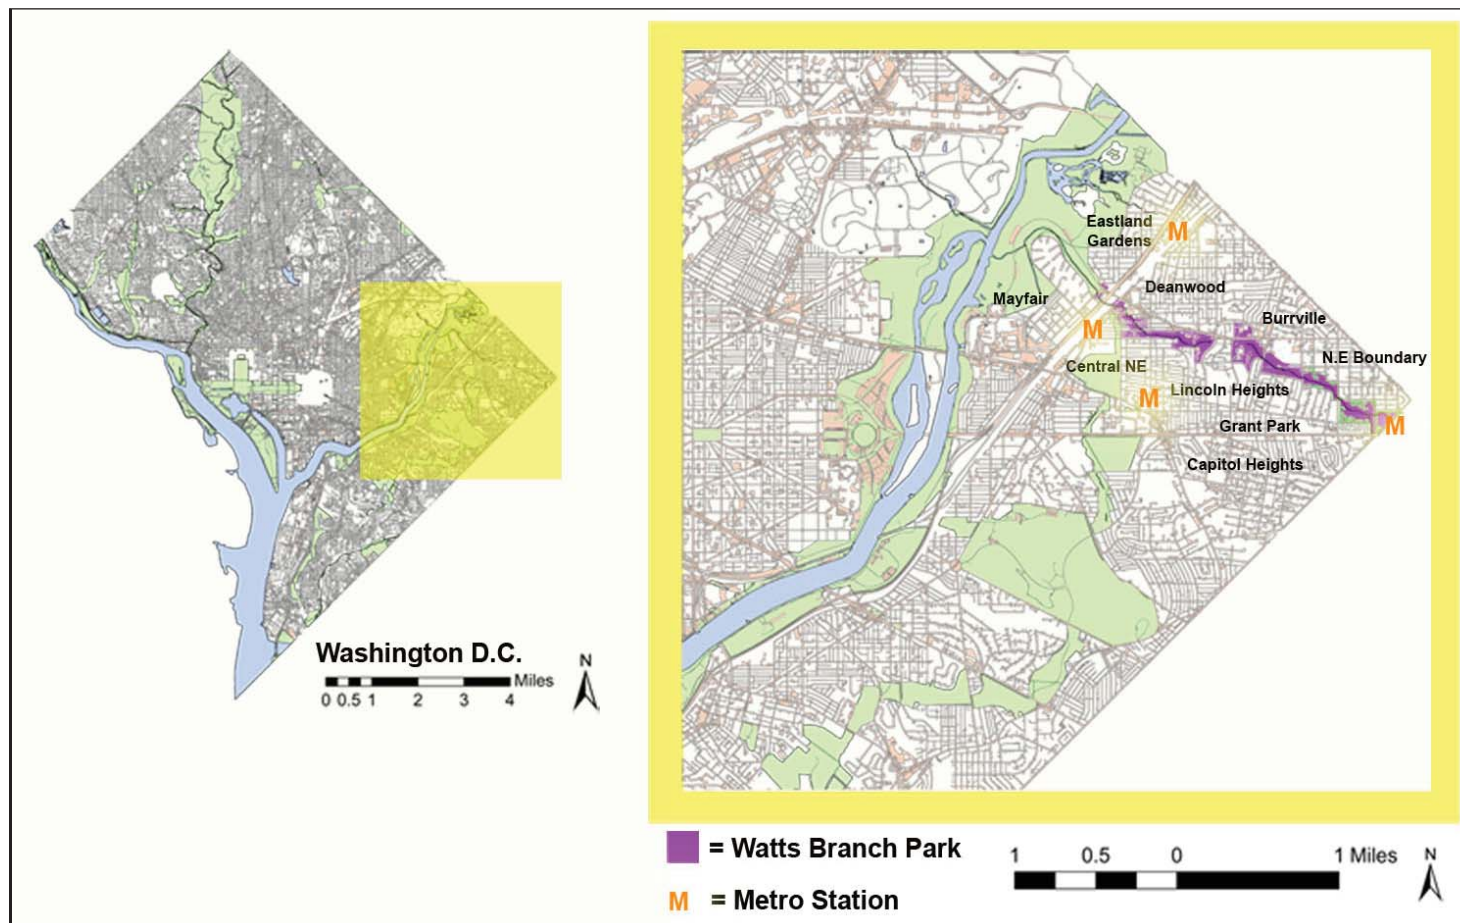 Washington D.C.
N
Miles
0 0.5 1 2 3 4
Eastland
Gardens
M
Deanwood
Mayfair
Burrville
M
N.E Boundary
Central NE
Lincoln Heights
M
Grant Park
M
Capitol Heights
= Watts Branch Park
1 0.5 0 1 Miles
N
M = Metro Station